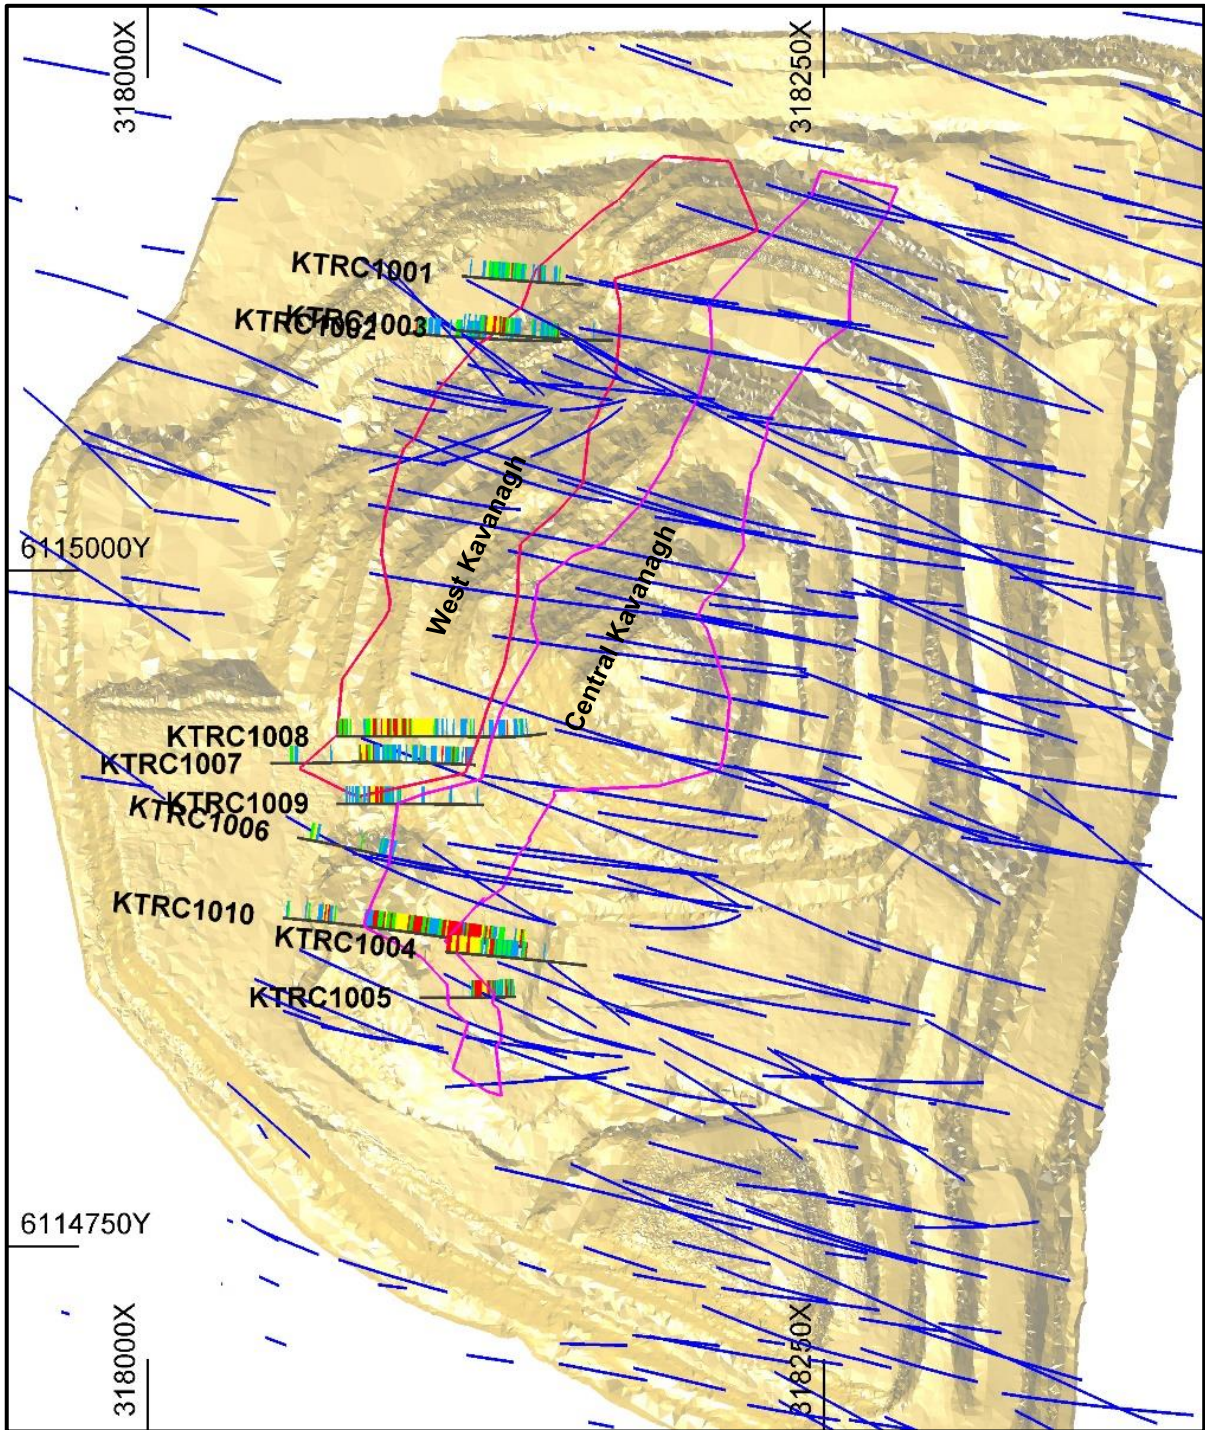 318000X
318250X
KTRC1001
KTRC1003
KTRC1002
West Kavanagh
6115000Y
Central Kavanagh
KTRC1008
KTRC1007
KTRC1009
KTRC1006
KTRC1010
KTRC1004
KTRC1005
6114750Y
318000X
318250X